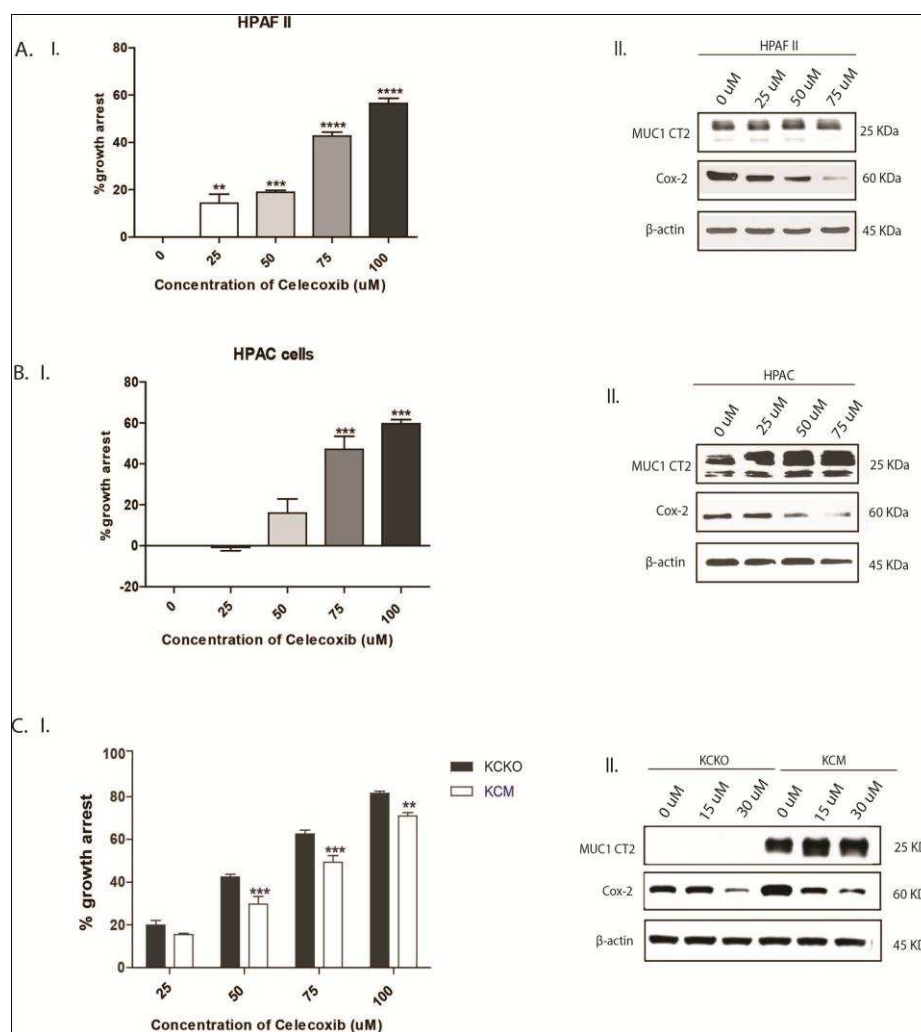 HPAF II
A. I.
80
60
40
20
0
%growth arrest
**
***
****
****
0
25
50
75
100
Concentration of Celecoxib (uM)
II.
HPAF II
0 uM
25 uM
50 uM
75 uM
MUC1 CT2
25 KDa
Cox-2
60 KDa
β-actin
45 KDa
HPAC cells
B. I.
80
60
40
20
0
-20
%growth arrest
***
***
0
25
50
75
100
Concentration of Celecoxib (uM)
II.
HPAC
0 uM
25 uM
50 uM
75 uM
MUC1 CT2
25 KDa
Cox-2
60 KDa
β-actin
45 KDa
C. I.
100
80
60
40
20
0
% growth arrest
***
***
**
KCKO
KCM
25
50
75
100
Concentration of Celecoxib (uM)
II.
KCKO
KCM
0 uM
15 uM
30 uM
0 uM
15 uM
30 uM
MUC1 CT2
25 KD
Cox-2
60 KDa
β-actin
45 KDa